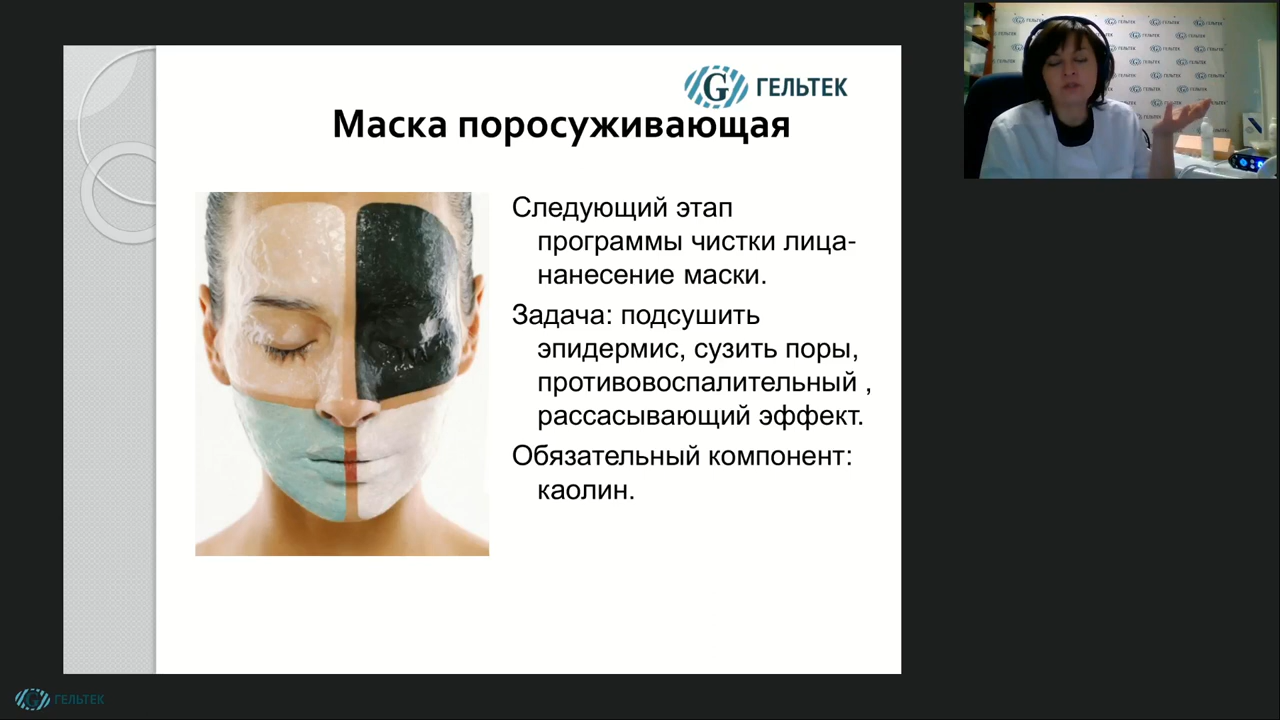 ГЕЛЬТЕК
Маска поросуживающая
Следующий этап
программы чистки лица-
нанесение маски.
Задача: подсушить
эпидермис, сузить поры,
противовоспалительный ,
рассасывающий эффект.
Обязательный компонент:
каолин.
ГЕЛЬТЕК